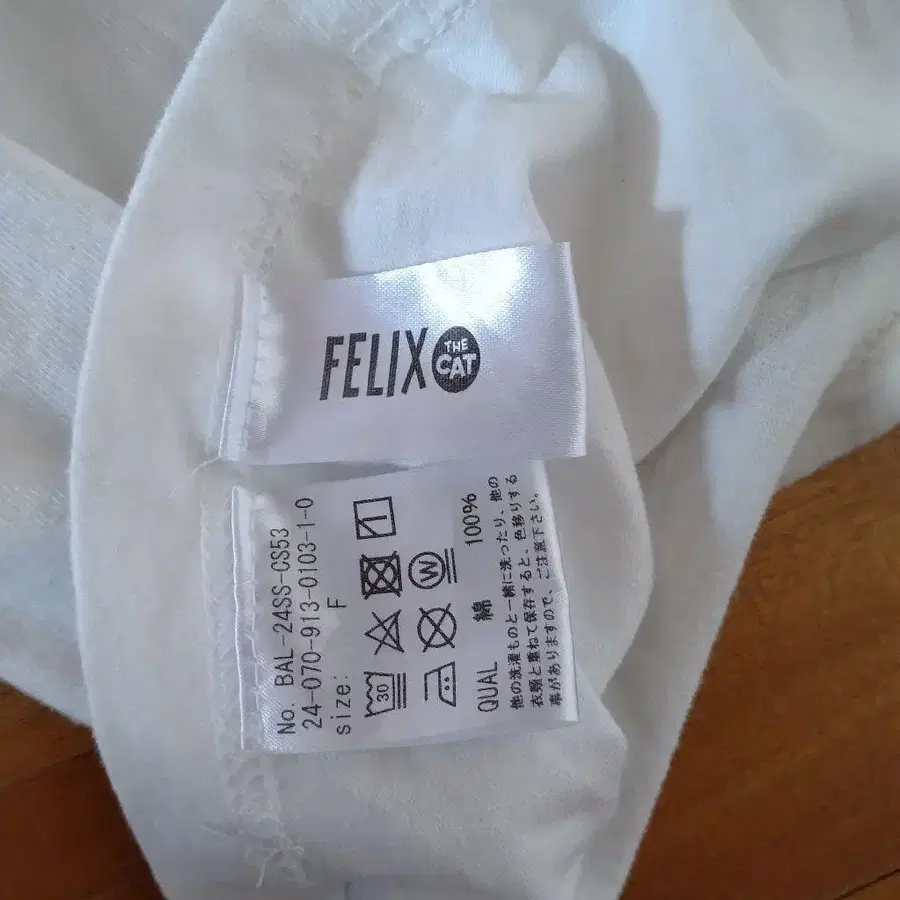 FELIX THE CAT
No. BAL-24SS-CS53
24-070-913-0103-1-0
size: F
30
W
QUAL 綿 100%
他の洗濯ものと一緒に洗ったり、他の
衣類と重ねて保存すると、色移りする
事がありますので、ご注意下さい。